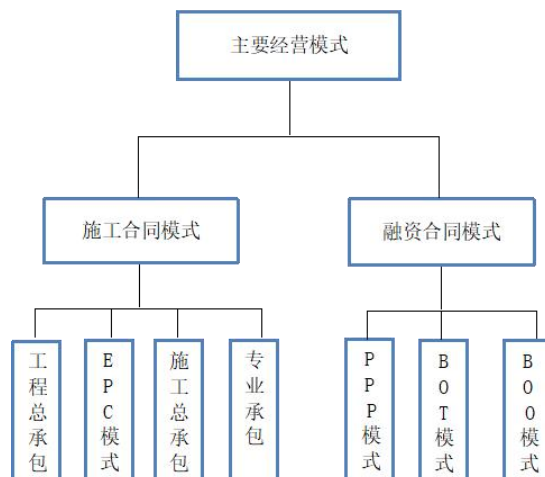 主要经营模式
施工合同模式
融资合同模式
工程总承包
EPC模式
施工总承包
专业承包
PPP模式
BOT模式
BOO模式